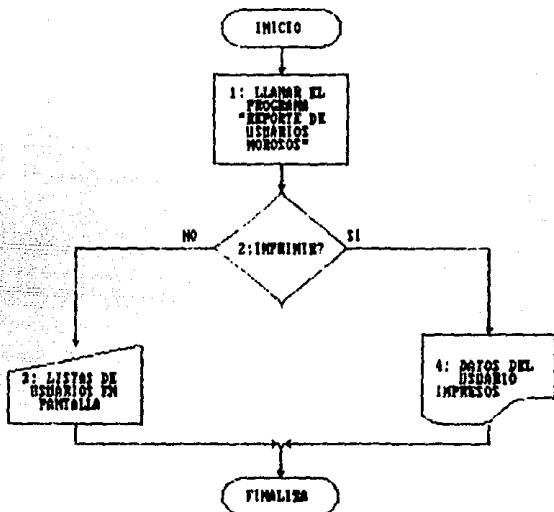 INICIO
1: LLAMAR EL
PROGRAMA
"REPORTE DE
USUARIOS
MOROSOS"
NO
2:IMPRIMIR?
SI
3: LISTAS DE
USUARIOS EN
PANTALLA
4: DATOS DEL
USUARIO
IMPRESOS
FINALIZA